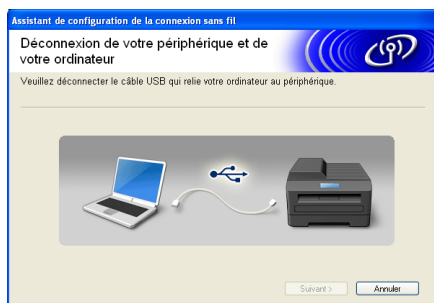 Assistant de configuration de la connexion sans fil
Déconnexion de votre périphérique et de
votre ordinateur
Veuillez déconnecter le câble USB qui relie votre ordinateur au périphérique.
Suivant >
Annuler